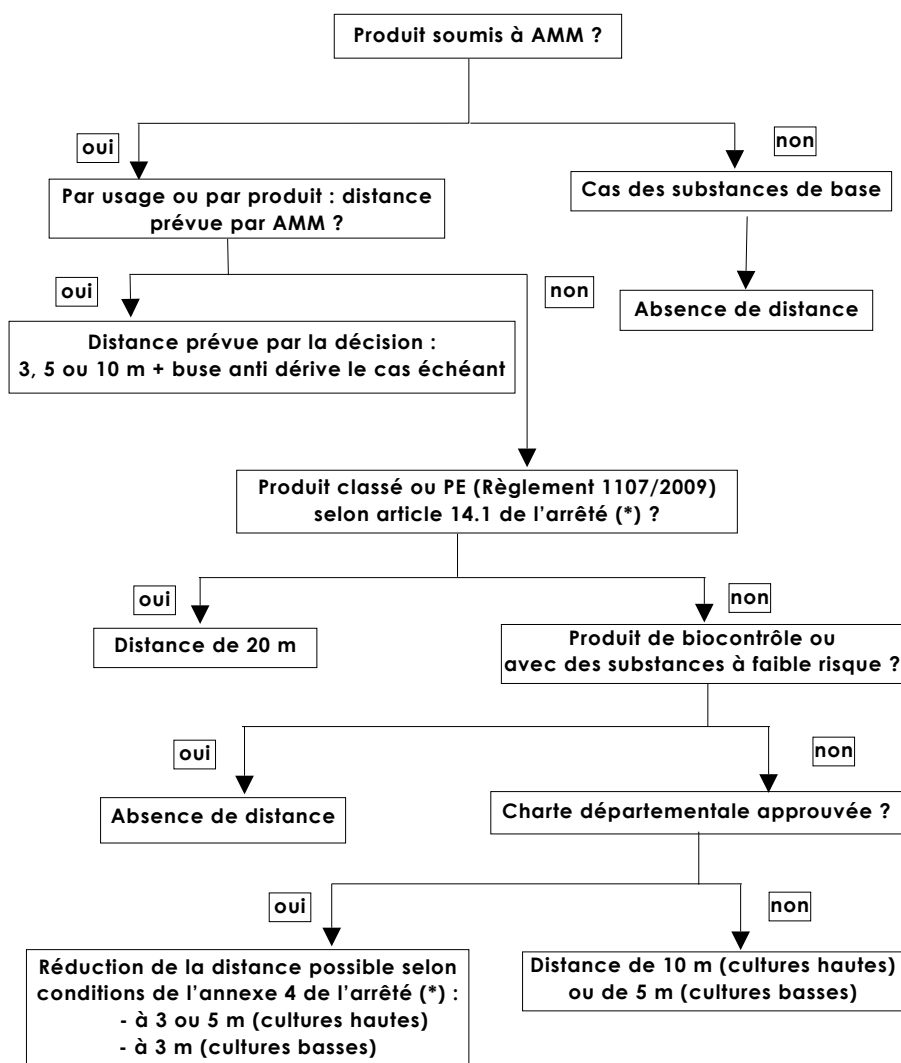 Produit soumis à AMM ?
oui
non
Par usage ou par produit : distance
prévue par AMM ?
Cas des substances de base
oui
non
Absence de distance
Distance prévue par la décision :
3, 5 ou 10 m + buse anti dérive le cas échéant
Produit classé ou PE (Règlement 1107/2009)
selon article 14.1 de l'arrêté (*) ?
oui
non
Distance de 20 m
Produit de biocontrôle ou
avec des substances à faible risque ?
oui
non
Absence de distance
Charte départementale approuvée ?
oui
non
Réduction de la distance possible selon
conditions de l'annexe 4 de l'arrêté (*) :
- à 3 ou 5 m (cultures hautes)
- à 3 m (cultures basses)
Distance de 10 m (cultures hautes)
ou de 5 m (cultures basses)